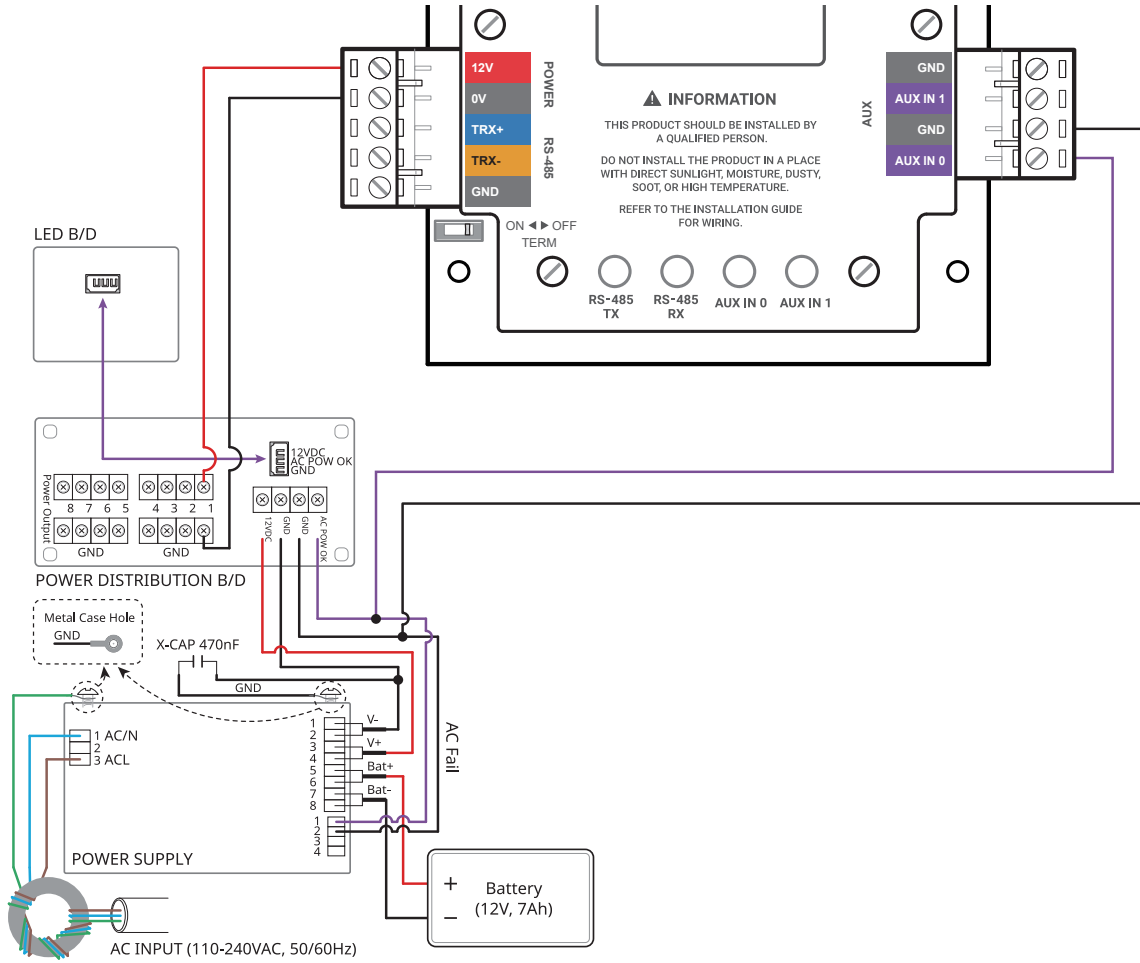 12V
0V
TRX+
TRX-
GND
POWER
RS-485
INFORMATION
THIS PRODUCT SHOULD BE INSTALLED BY
A QUALIFIED PERSON.
DO NOT INSTALL THE PRODUCT IN A PLACE
WITH DIRECT SUNLIGHT, MOISTURE, DUSTY,
SOOT, OR HIGH TEMPERATURE.
REFER TO THE INSTALLATION GUIDE
FOR WIRING.
AUX
GND
AUX IN 1
GND
AUX IN 0
ON ◀ ▶ OFF
TERM
RS-485
TX
RS-485
RX
AUX IN 0
AUX IN 1
LED B/D
12VDC
AC POW OK
GND
Power Output
8 7 6 5
4 3 2 1
GND
GND
12VDC
GND
GND
AC POW OK
POWER DISTRIBUTION B/D
Metal Case Hole
GND
X-CAP 470nF
GND
1 AC/N
2
3 ACL
1
2
3
4
5
6
7
8
V-
V+
Bat+
Bat-
1
2
3
4
AC Fail
POWER SUPPLY
+
−
Battery
(12V, 7Ah)
AC INPUT (110-240VAC, 50/60Hz)